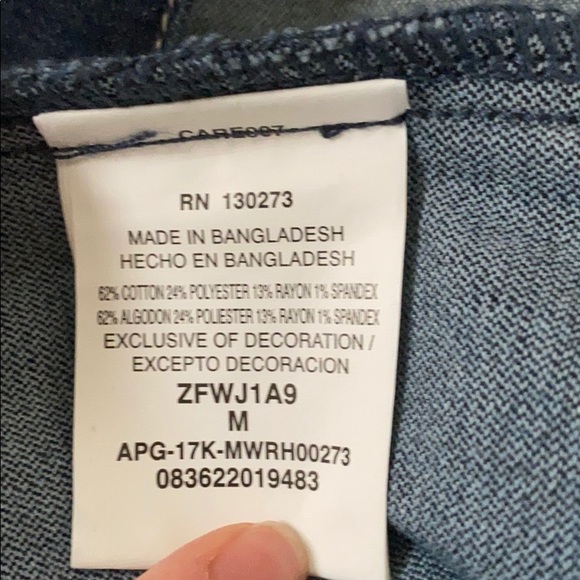 CARE007
RN 130273
MADE IN BANGLADESH
HECHO EN BANGLADESH
62% COTTON 24% POLYESTER 13% RAYON 1% SPANDEX
62% ALGODON 24% POLIESTER 13% RAYON 1% SPANDEX
EXCLUSIVE OF DECORATION /
EXCEPTO DECORACION
ZFWJ1A9
M
APG-17K-MWRH00273
083622019483